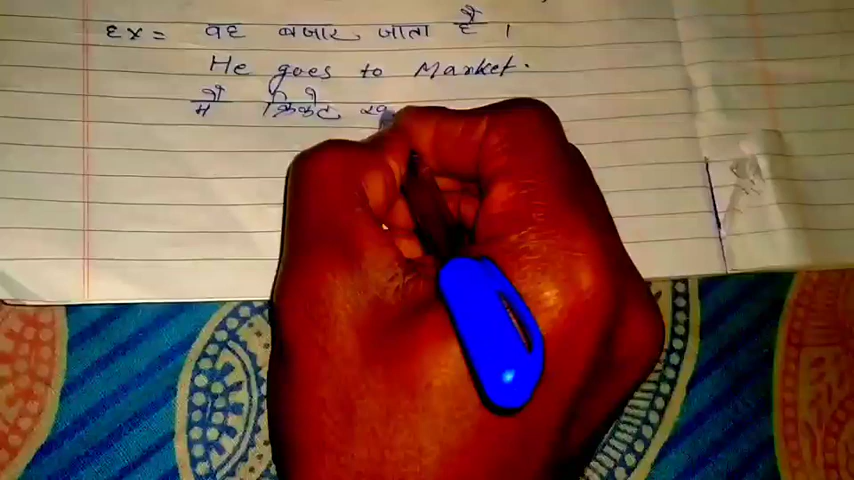 Ex = वह बजार जाता है ।
He goes to Market.
मै क्रिकेट